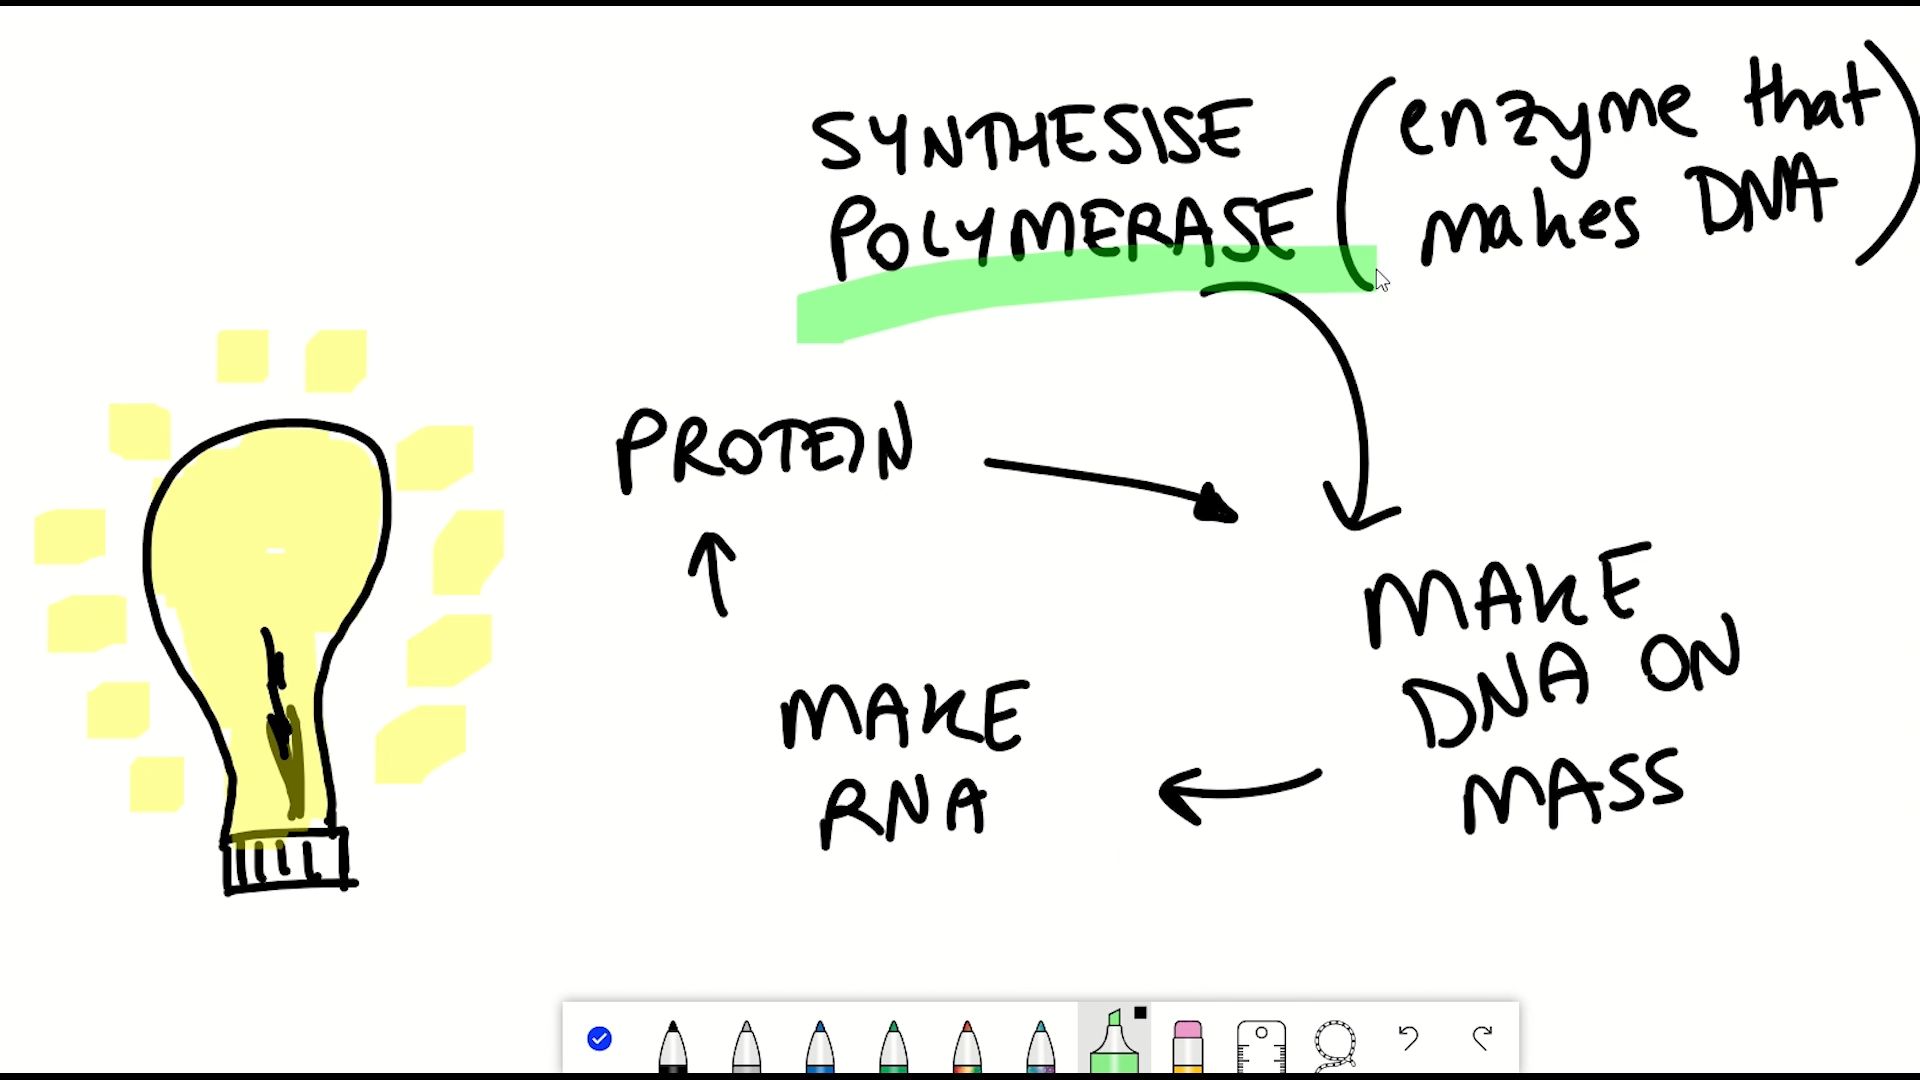 SYNTHESISE
POLYMERASE
(enzyme that
makes DNA)
PROTEIN
MAKE
DNA ON
MASS
MAKE
RNA